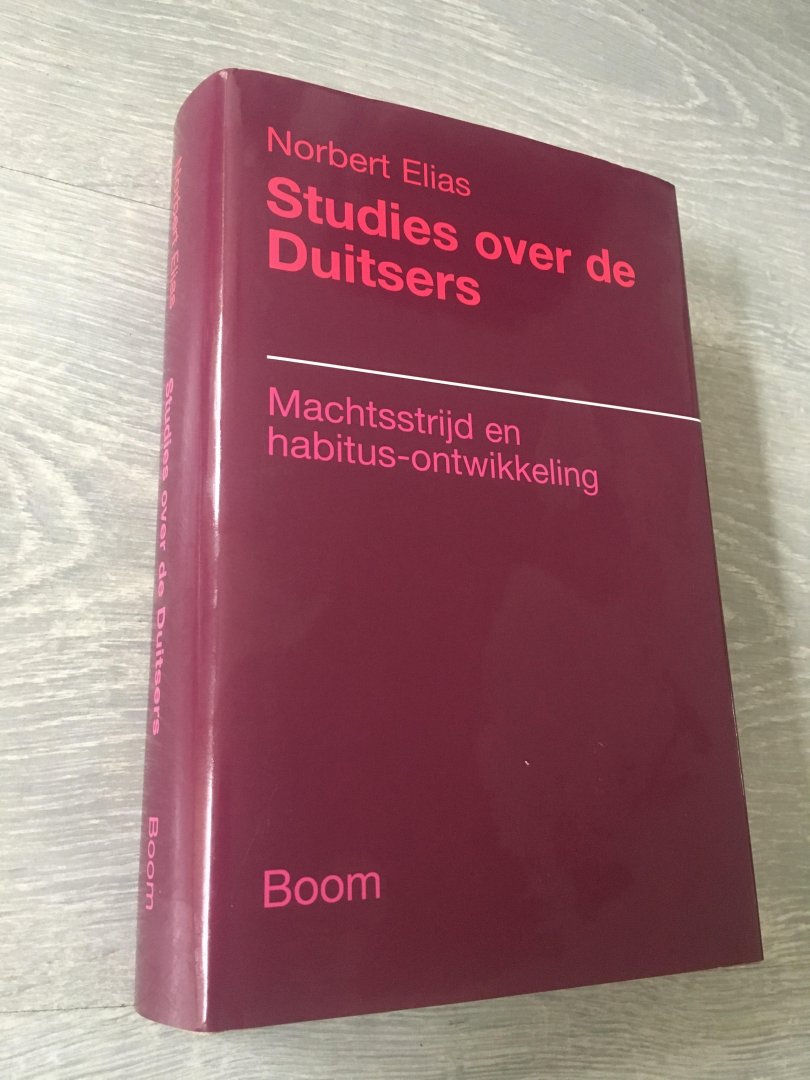 Norbert Elias
Studies over de
Duitsers
Machtsstrijd en
habitus-ontwikkeling
Boom
Norbert Elias
Studies over de Duitsers
Boom